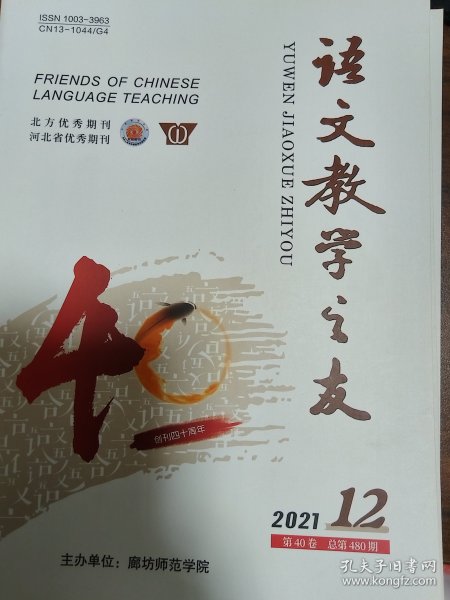 ISSN 1003-3963
CN13-1044/G4
FRIENDS OF CHINESE
LANGUAGE TEACHING
北方优秀期刊
河北省优秀期刊
语文教学之友
YUWEN JIAOXUE ZHIYOU
40
创刊四十周年
2021 12
第40卷 总第480期
主办单位：廊坊师范学院
孔夫子旧书网
www.kongfz.com